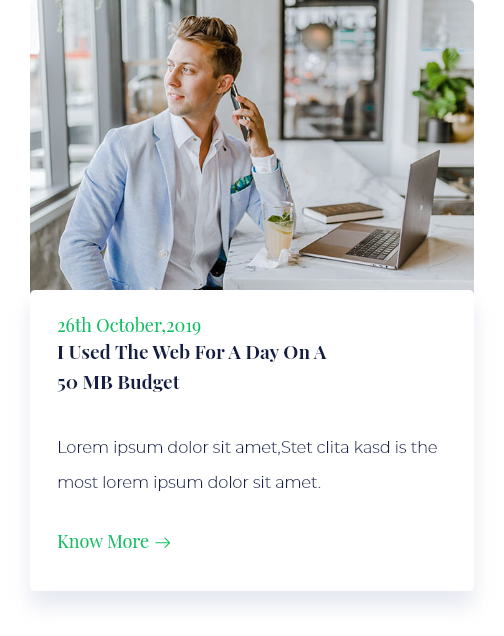 26th October,2019
I Used The Web For A Day On A
50 MB Budget
Lorem ipsum dolor sit amet,Stet clita kasd is the
most lorem ipsum dolor sit amet.
Know More →